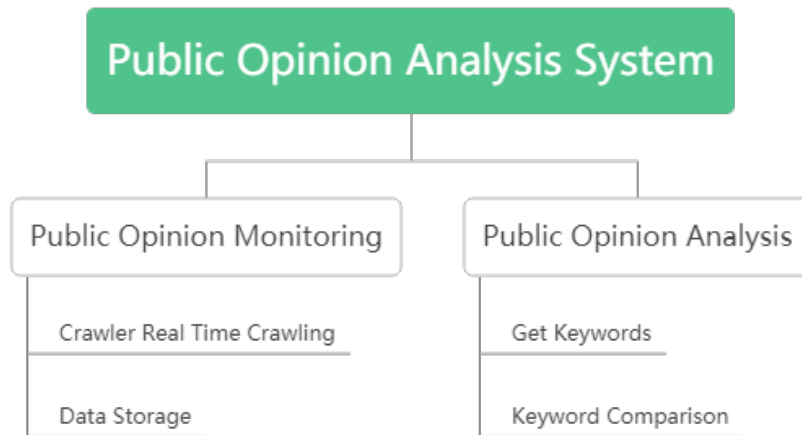 Public Opinion Analysis System
Public Opinion Monitoring
Public Opinion Analysis
Crawler Real Time Crawling
Get Keywords
Data Storage
Keyword Comparison